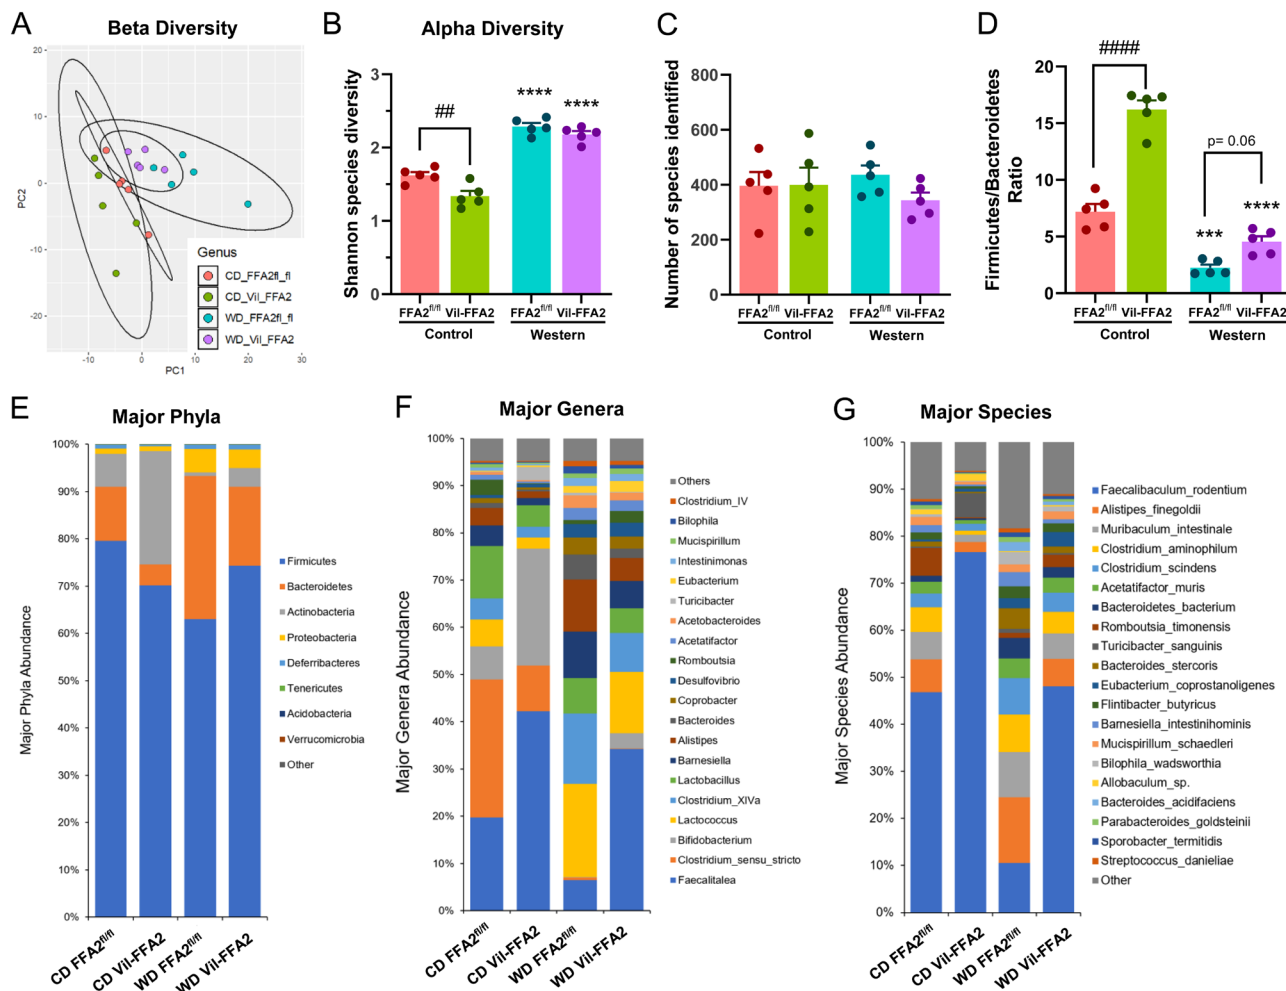 A
Beta Diversity
20
10
0
-10
-20
PC2
-10
0
10
20
30
PC1
Genus
CD_FFA2fl_fl
CD_Vil_FFA2
WD_FFA2fl_fl
WD_Vil_FFA2
B
Alpha Diversity
Shannon species diversity
3
2
1
0
##
****
****
FFA2fl/fl Vil-FFA2
FFA2fl/fl Vil-FFA2
Control
Western
C
Number of species identified
800
600
400
200
0
FFA2fl/fl Vil-FFA2
FFA2fl/fl Vil-FFA2
Control
Western
D
Firmicutes/Bacteroidetes
Ratio
20
15
10
5
0
####
p= 0.06
***
****
FFA2fl/fl Vil-FFA2
FFA2fl/fl Vil-FFA2
Control
Western
E
Major Phyla
Major Phyla Abundance
100%
90%
80%
70%
60%
50%
40%
30%
20%
10%
0%
CD FFA2fl/fl
CD Vil-FFA2
WD FFA2fl/fl
WD Vil-FFA2
Firmicutes
Bacteroidetes
Actinobacteria
Proteobacteria
Deferribacteres
Tenericutes
Acidobacteria
Verrucomicrobia
Other
F
Major Genera
Major Genera Abundance
100%
90%
80%
70%
60%
50%
40%
30%
20%
10%
0%
CD FFA2fl/fl
CD Vil-FFA2
WD FFA2fl/fl
WD Vil-FFA2
Others
Clostridium_IV
Bilophila
Mucispirillum
Intestinimonas
Eubacterium
Turicibacter
Acetobacteroides
Acetatifactor
Romboutsia
Desulfovibrio
Coprobacter
Bacteroides
Alistipes
Barnesiella
Lactobacillus
Clostridium_XIVa
Lactococcus
Bifidobacterium
Clostridium_sensu_stricto
Faecalitalea
G
Major Species
Major Species Abundance
100%
90%
80%
70%
60%
50%
40%
30%
20%
10%
0%
CD FFA2fl/fl
CD Vil-FFA2
WD FFA2fl/fl
WD Vil-FFA2
Faecalibaculum_rodentium
Alistipes_finegoldii
Muribaculum_intestinale
Clostridium_aminophilum
Clostridium_scindens
Acetatifactor_muris
Bacteroidetes_bacterium
Romboutsia_timonensis
Turicibacter_sanguinis
Bacteroides_stercoris
Eubacterium_coprostanoligenes
Flintibacter_butyricus
Barnesiella_intestinihominis
Mucispirillum_schaedleri
Bilophila_wadsworthia
Allobaculum_sp.
Bacteroides_acidifaciens
Parabacteroides_goldsteinii
Sporobacter_termitidis
Streptococcus_danieliae
Other